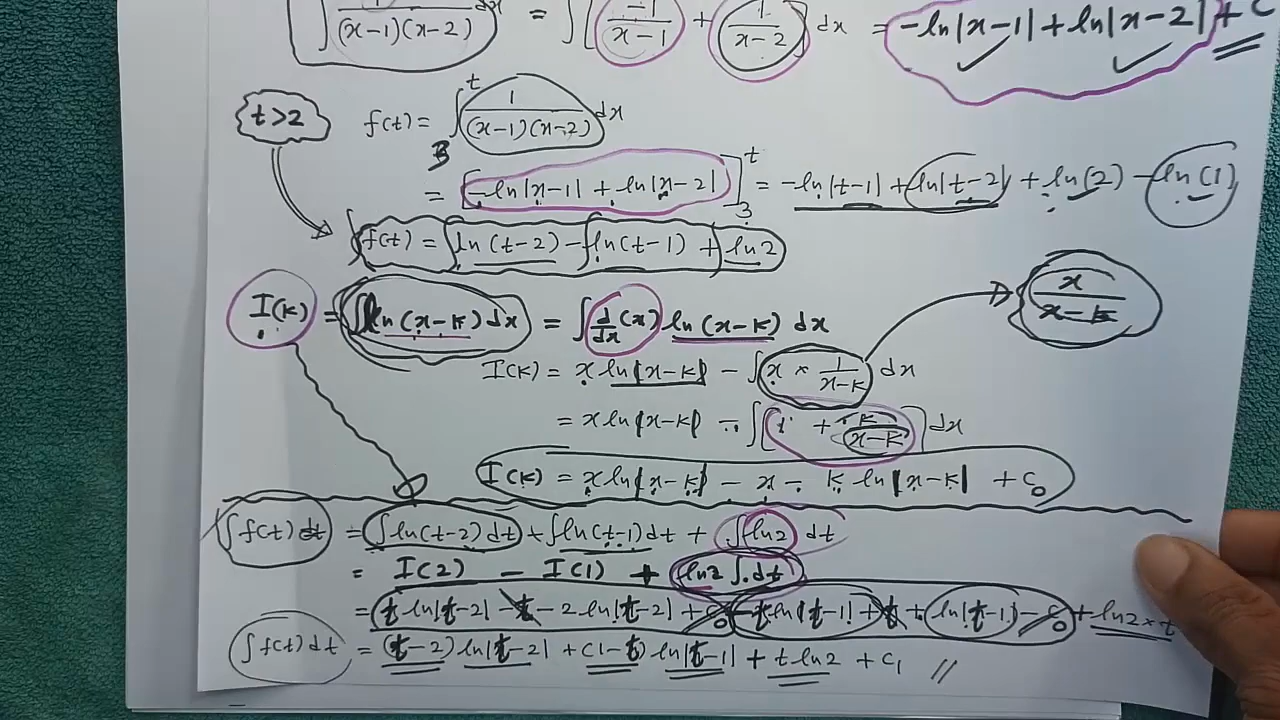 ∫ 1/((x-1)(x-2)) dx = ∫[-1/(x-1) + 1/(x-2)] dx = -ln|x-1| + ln|x-2| + C
t>2
f(t) = ∫_3^t 1/((x-1)(x-2)) dx
= [-ln|x-1| + ln|x-2|]_3^t = -ln|t-1| + ln|t-2| + ln(2) - ln(1)
f(t) = ln(t-2) - ln(t-1) + ln2
I(k) = ∫ln(x-k)dx = ∫ d/dx(x) ln(x-k) dx
x/(x-k)
I(k) = x ln|x-k| - ∫ x × 1/(x-k) dx
= x ln|x-k| - ∫[1 + k/(x-k)] dx
I(k) = x ln|x-k| - x - k ln|x-k| + C₀
∫f(t)dt = ∫ln(t-2)dt - ∫ln(t-1)dt + ∫ln2 dt
= I(2) - I(1) + ln2 ∫.dt
= t ln|t-2| - t - 2 ln|t-2| + C₀ - t ln|t-1| + t + ln|t-1| - C₀ + ln2 × t
∫f(t)dt = (t-2) ln|t-2| + (1-t) ln|t-1| + t ln2 + C₁ //